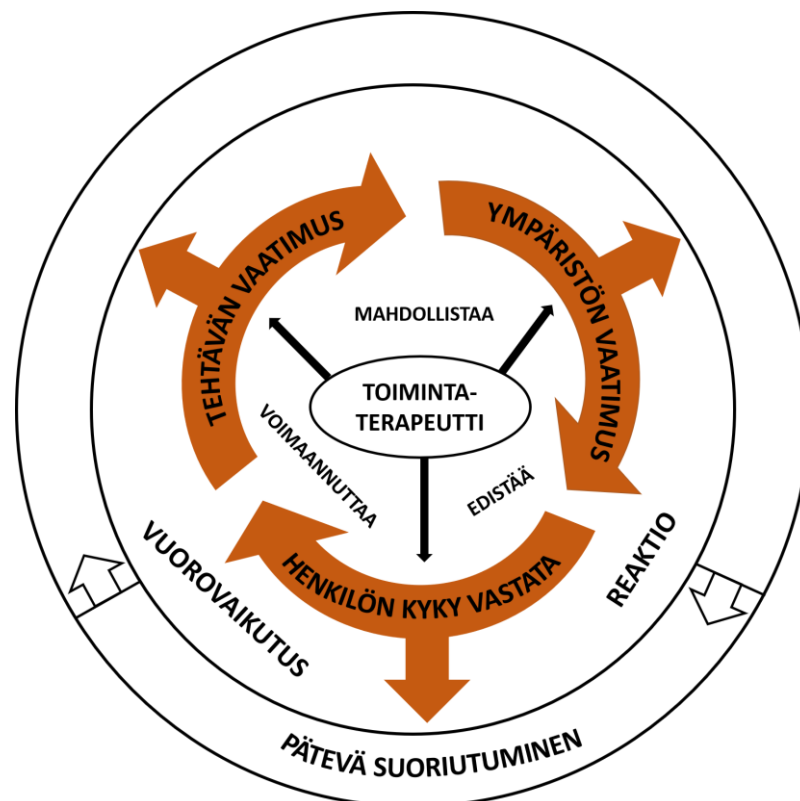 TEHTÄVÄN VAATIMUS
YMPÄRISTÖN VAATIMUS
MAHDOLLISTAA
TOIMINTA-
TERAPEUTTI
VOIMAANNUTTAA
EDISTÄÄ
HENKILÖN KYKY VASTATA
VUOROVAIKUTUS
REAKTIO
PÄTEVÄ SUORIUTUMINEN